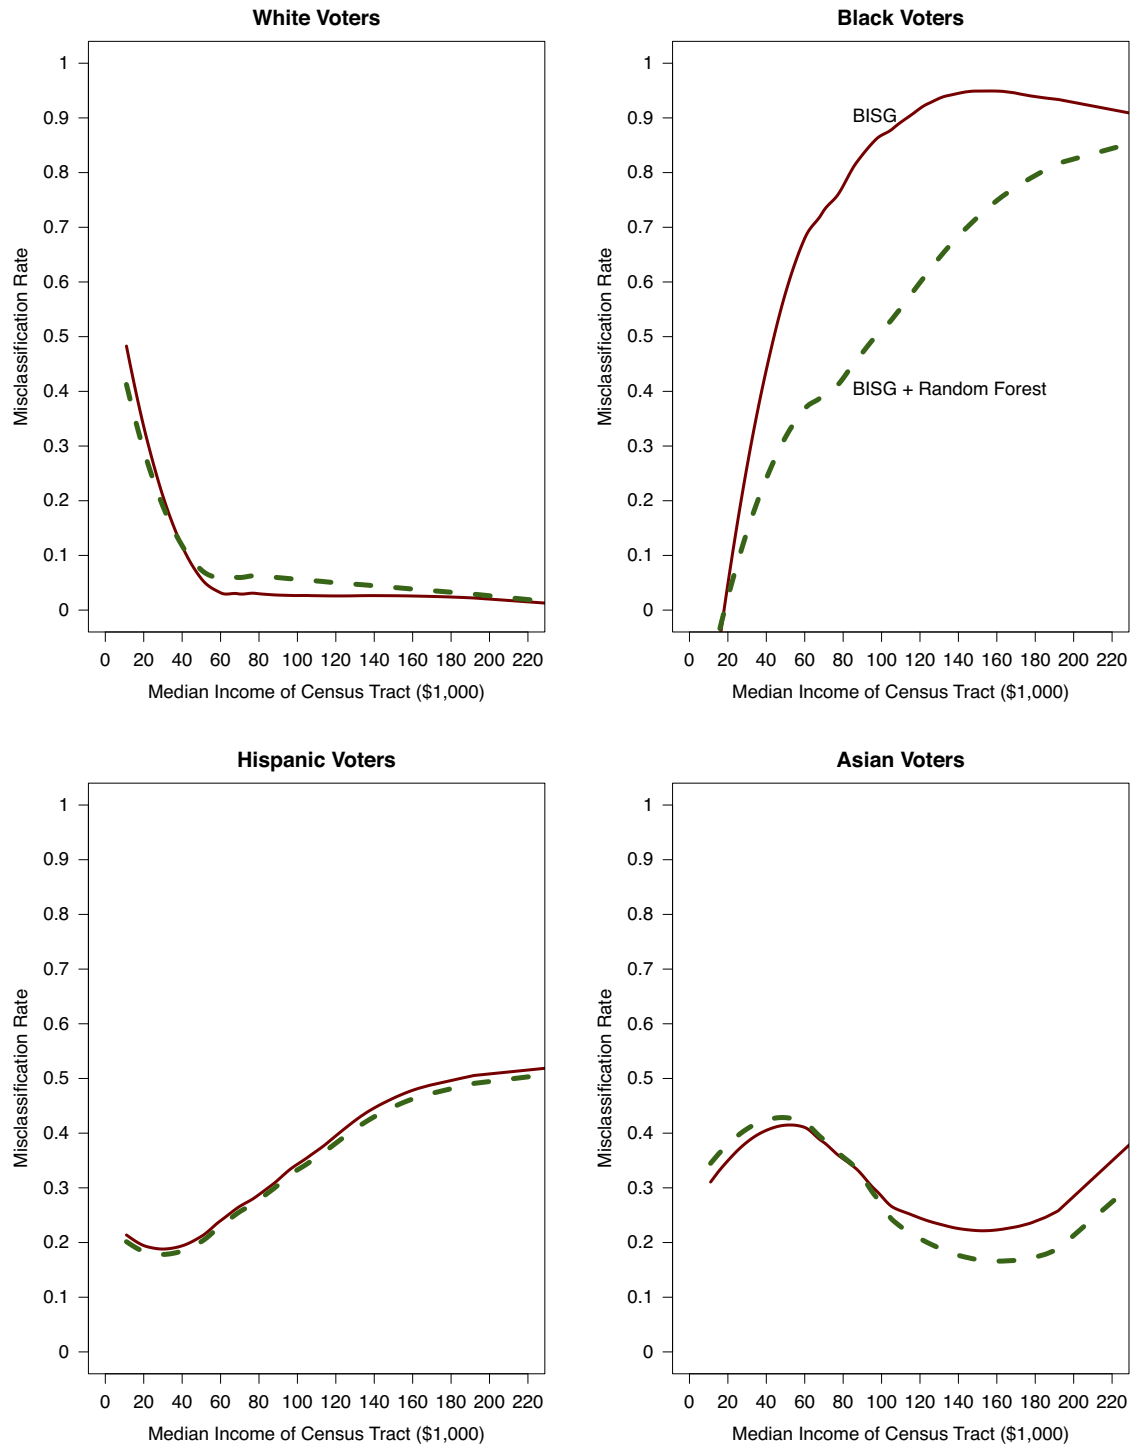 White Voters
Misclassification Rate
1
0.9
0.8
0.7
0.6
0.5
0.4
0.3
0.2
0.1
0
0 20 40 60 80 100 120 140 160 180 200 220
Median Income of Census Tract ($1,000)
Black Voters
Misclassification Rate
1
0.9
0.8
0.7
0.6
0.5
0.4
0.3
0.2
0.1
0
BISG
BISG + Random Forest
0 20 40 60 80 100 120 140 160 180 200 220
Median Income of Census Tract ($1,000)
Hispanic Voters
Misclassification Rate
1
0.9
0.8
0.7
0.6
0.5
0.4
0.3
0.2
0.1
0
0 20 40 60 80 100 120 140 160 180 200 220
Median Income of Census Tract ($1,000)
Asian Voters
Misclassification Rate
1
0.9
0.8
0.7
0.6
0.5
0.4
0.3
0.2
0.1
0
0 20 40 60 80 100 120 140 160 180 200 220
Median Income of Census Tract ($1,000)